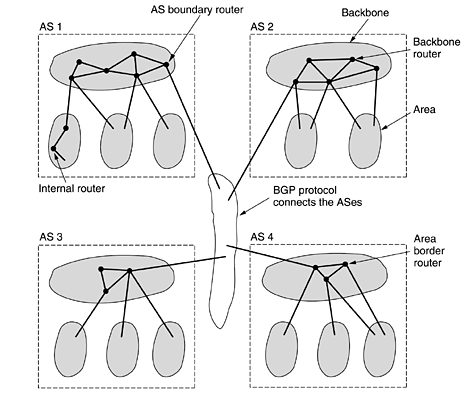 AS boundary router
Backbone
AS 1
AS 2
Backbone
router
Area
Internal router
BGP protocol
connects the ASes
AS 3
AS 4
Area
border
router